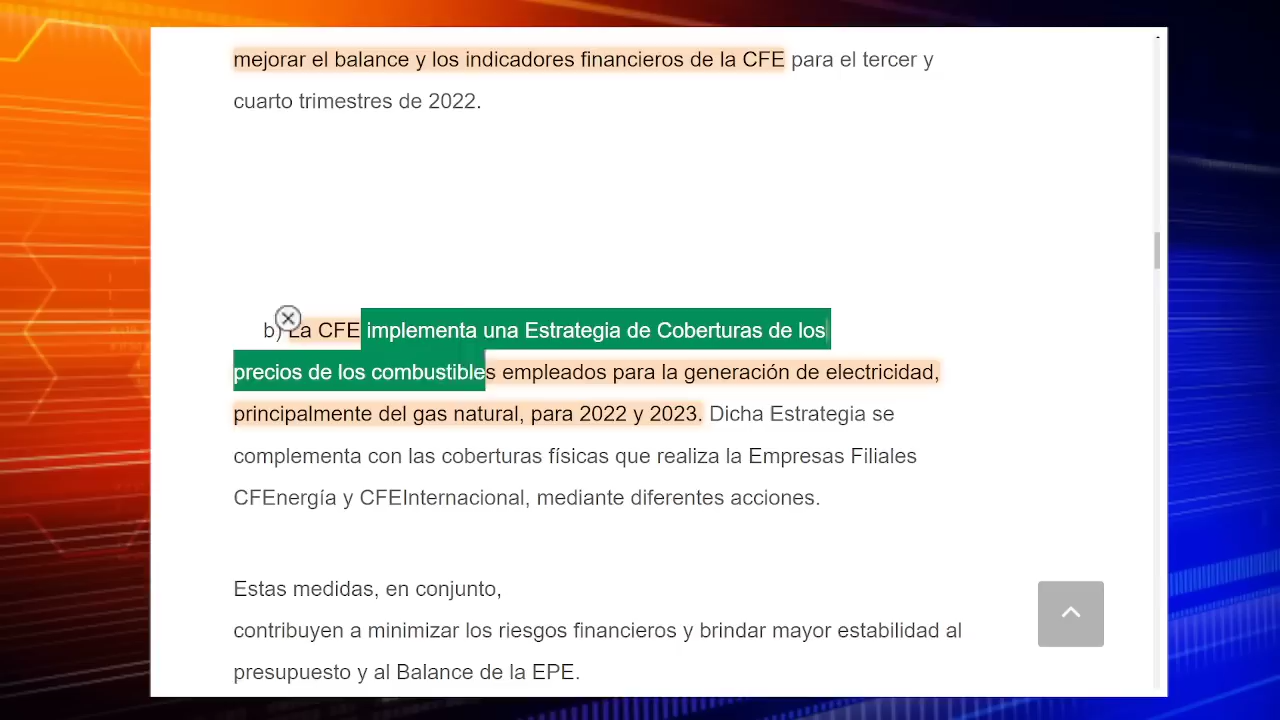 mejorar el balance y los indicadores financieros de la CFE para el tercer y
cuarto trimestres de 2022.
b) La CFE implementa una Estrategia de Coberturas de los
precios de los combustibles empleados para la generación de electricidad,
principalmente del gas natural, para 2022 y 2023. Dicha Estrategia se
complementa con las coberturas físicas que realiza la Empresas Filiales
CFEnergía y CFEInternacional, mediante diferentes acciones.
Estas medidas, en conjunto,
contribuyen a minimizar los riesgos financieros y brindar mayor estabilidad al
presupuesto y al Balance de la EPE.